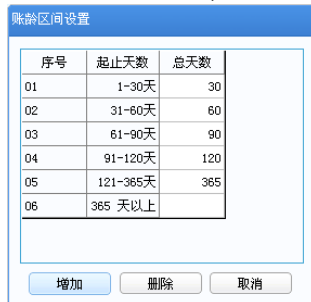 账龄区间设置
序号 起止天数 总天数
01 1-30天 30
02 31-60天 60
03 61-90天 90
04 91-120天 120
05 121-365天 365
06 365 天以上
增加 删除 取消